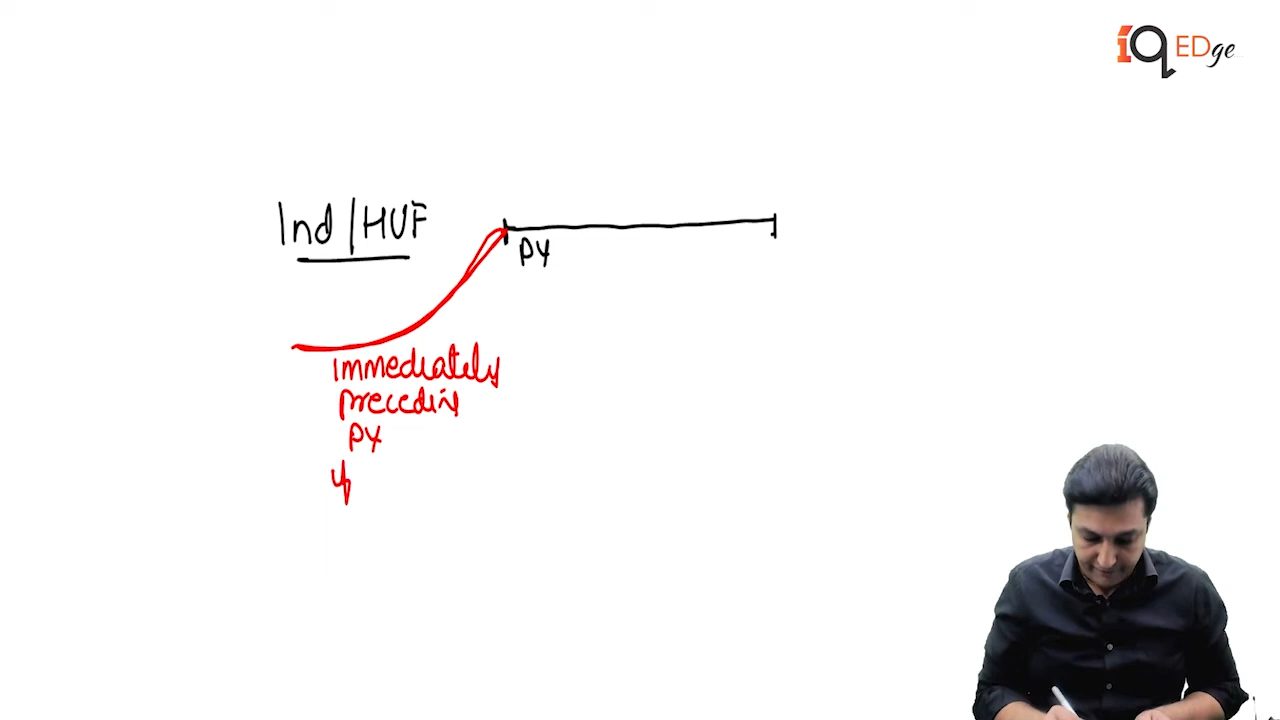 iQ EDge
Ind/HUF
PY
immediately
preceding
PY